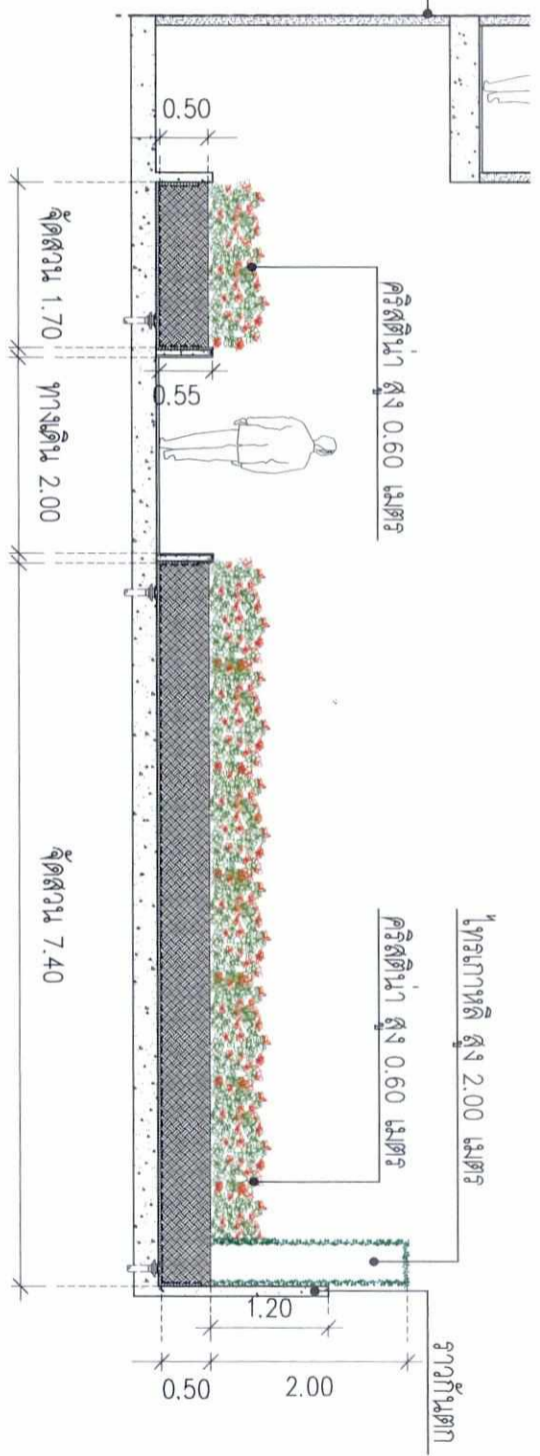 ราวกันตก
ไทรเกาหลี สูง 2.00 เมตร
คริสติน่า สูง 0.60 เมตร
คริสติน่า สูง 0.60 เมตร
2.00
1.20
0.50
0.50
0.55
จัดสวน 1.70
ทางเดิน 2.00
จัดสวน 7.40